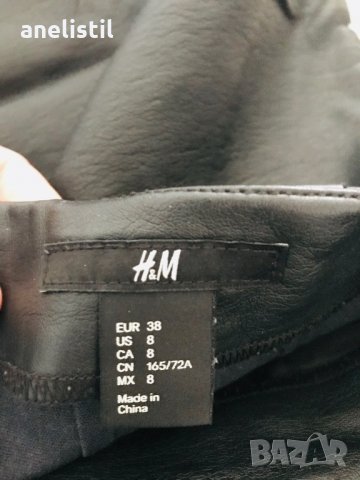 anelistil
H&M
EUR 38
US 8
CA 8
CN 165/72A
MX 8
Made in
China
BAZAR